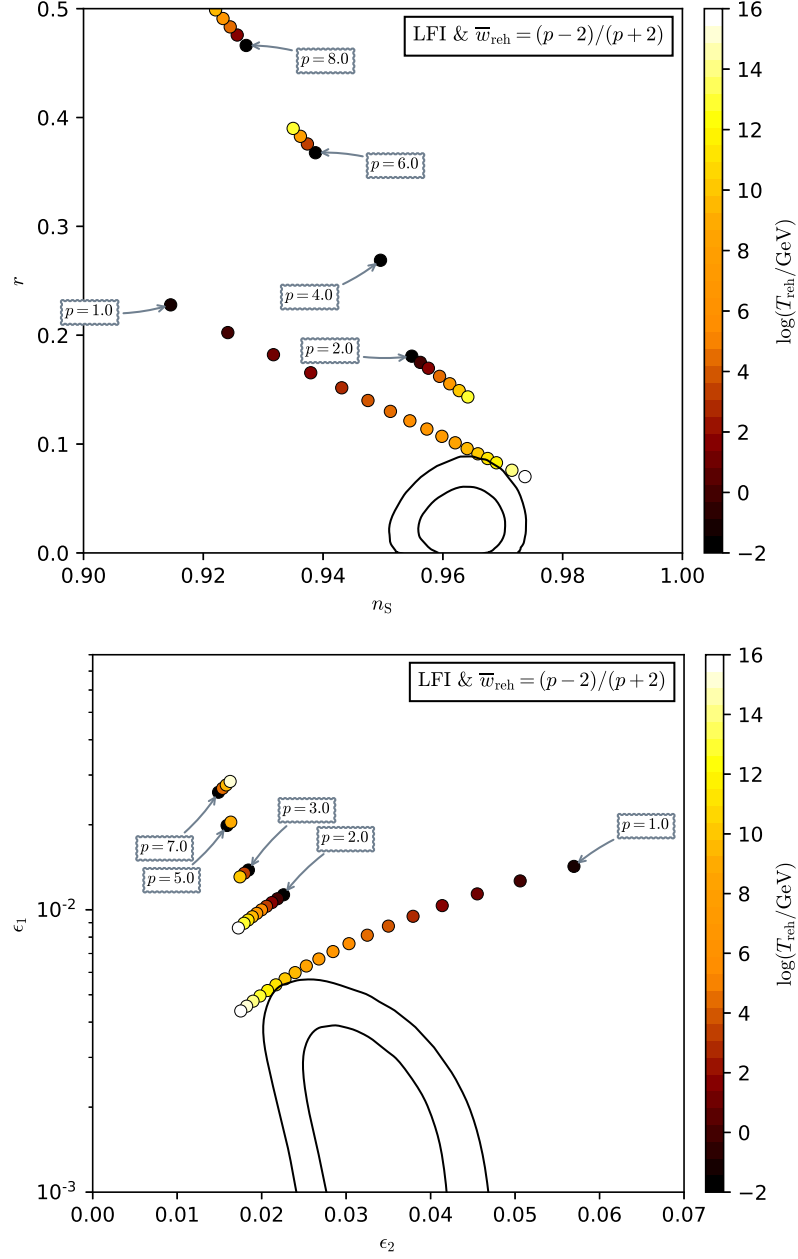 0.5
0.4
0.3
0.2
0.1
0.0
r
LFI & w̅reh = (p − 2)/(p + 2)
p = 8.0
p = 6.0
p = 4.0
p = 1.0
p = 2.0
0.90 0.92 0.94 0.96 0.98 1.00
nS
16
14
12
10
8
6
4
2
0
−2
log(Treh/GeV)
LFI & w̅reh = (p − 2)/(p + 2)
p = 3.0
p = 2.0
p = 1.0
p = 7.0
p = 5.0
10-2
10-3
ϵ1
0.00 0.01 0.02 0.03 0.04 0.05 0.06 0.07
ϵ2
16
14
12
10
8
6
4
2
0
−2
log(Treh/GeV)